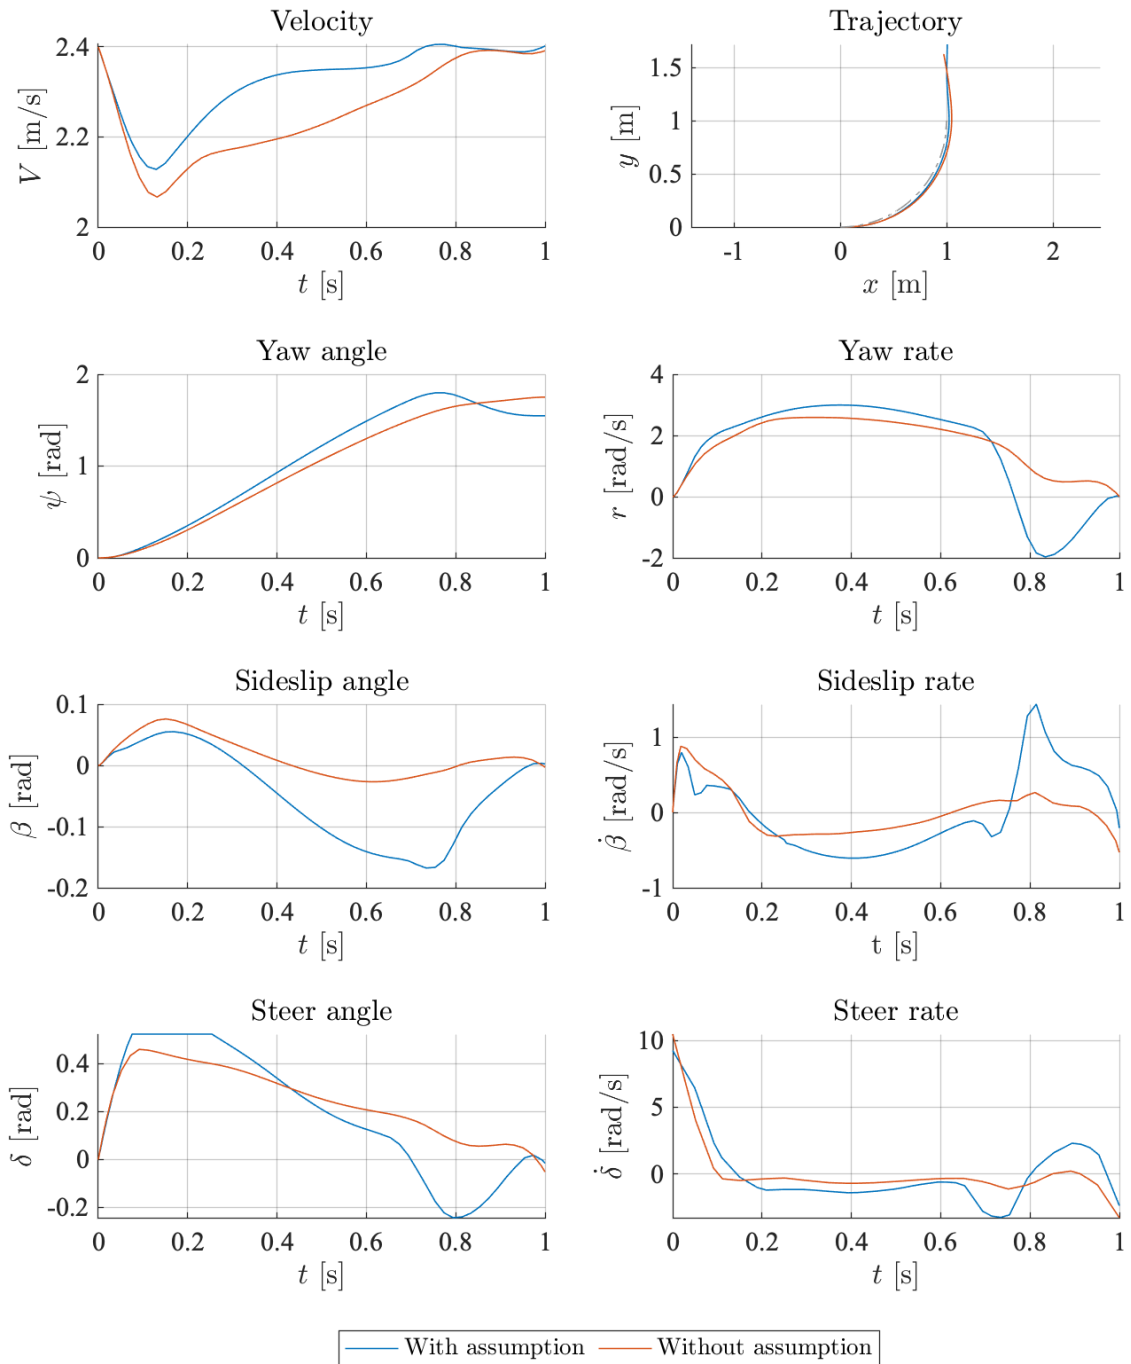 Velocity
2.4
2.2
2
V [m/s]
0 0.2 0.4 0.6 0.8 1
t [s]
Trajectory
1.5
1
0.5
0
y [m]
-1 0 1 2
x [m]
Yaw angle
2
1
0
ψ [rad]
0 0.2 0.4 0.6 0.8 1
t [s]
Yaw rate
4
2
0
-2
r [rad/s]
0 0.2 0.4 0.6 0.8 1
t [s]
Sideslip angle
0.1
0
-0.1
-0.2
β [rad]
0 0.2 0.4 0.6 0.8 1
t [s]
Sideslip rate
1
0
-1
β̇ [rad/s]
0 0.2 0.4 0.6 0.8 1
t [s]
Steer angle
0.4
0.2
0
-0.2
δ [rad]
0 0.2 0.4 0.6 0.8 1
t [s]
Steer rate
10
5
0
δ̇ [rad/s]
0 0.2 0.4 0.6 0.8 1
t [s]
With assumption Without assumption